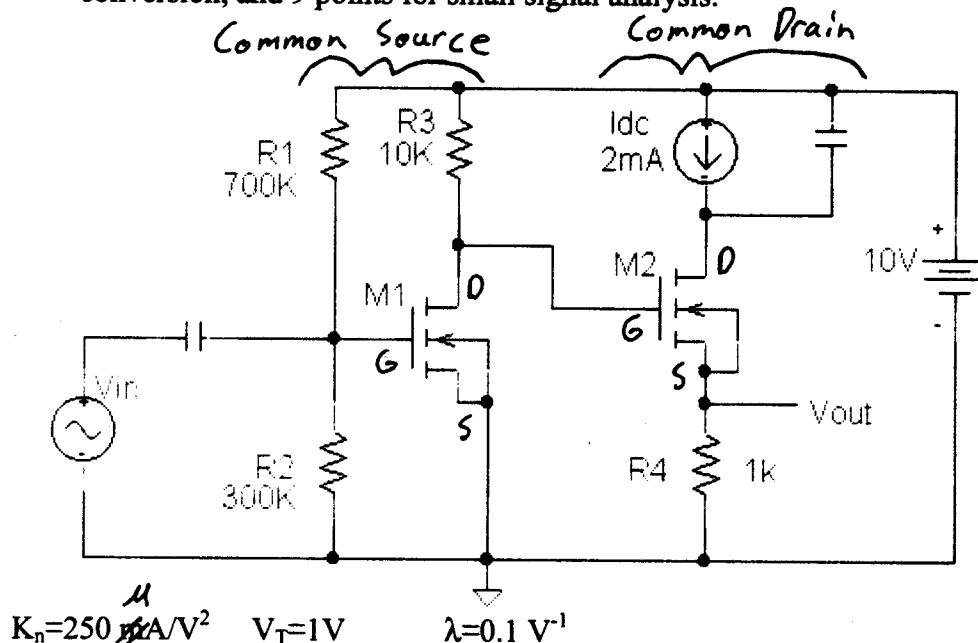 conversion, and 9 points for small signal analysis.
Common Source
Common Drain
R1
700K
R3
10K
Idc
2mA
M1
D
G
S
M2
D
G
S
10V
+
-
Vin
R2
300K
Vout
R4
1k
μ
Kn=250 A/V² VT=1V λ=0.1 V⁻¹